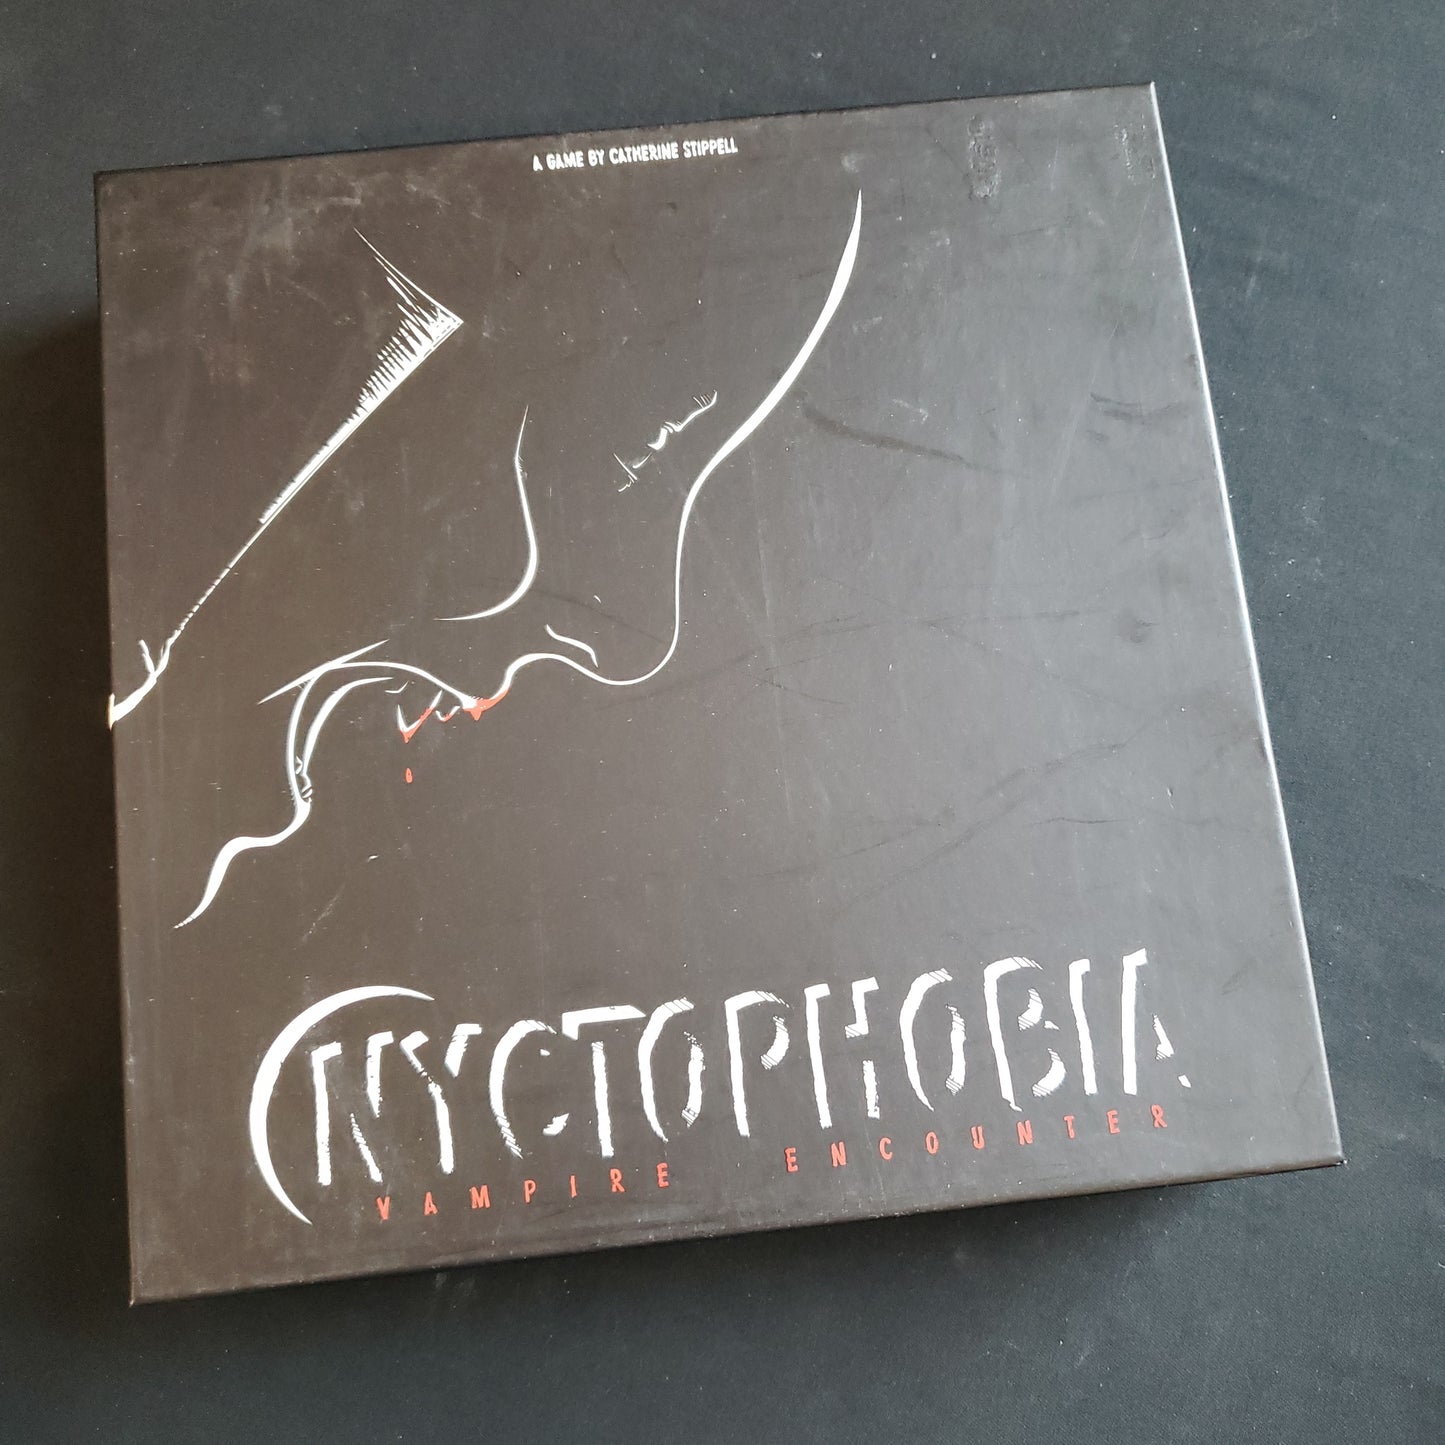 A GAME BY CATHERINE STIPPELL
NYCTOPHOBIA
VAMPIRE ENCOUNTER